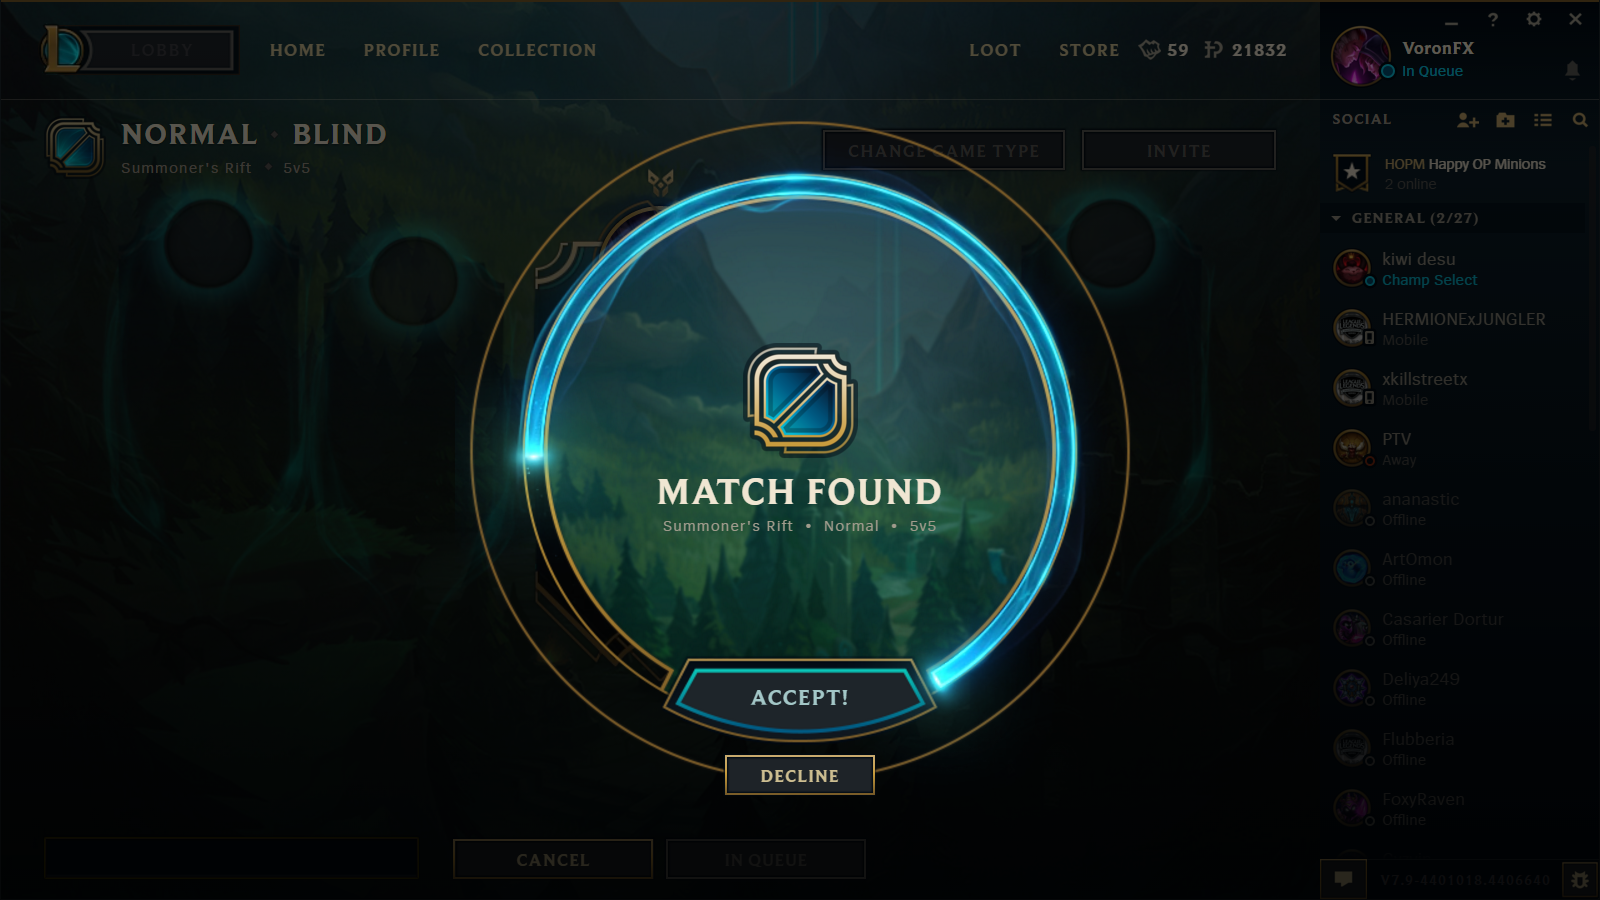 LOBBY
HOME
PROFILE
COLLECTION
LOOT
STORE
59
21832
VoronFX
In Queue
NORMAL • BLIND
Summoner's Rift • 5v5
CHANGE GAME TYPE
INVITE
SOCIAL
HOPM Happy OP Minions
2 online
GENERAL (2/27)
kiwi desu
Champ Select
HERMIONExJUNGLER
Mobile
xkillstreetx
Mobile
PTV
Away
ananastic
Offline
ArtOmon
Offline
Casarier Dortur
Offline
Deliya249
Offline
Flubberia
Offline
FoxyRaven
Offline
MATCH FOUND
Summoner's Rift • Normal • 5v5
ACCEPT!
DECLINE
CANCEL
IN QUEUE
V7.9-4401018.4406640